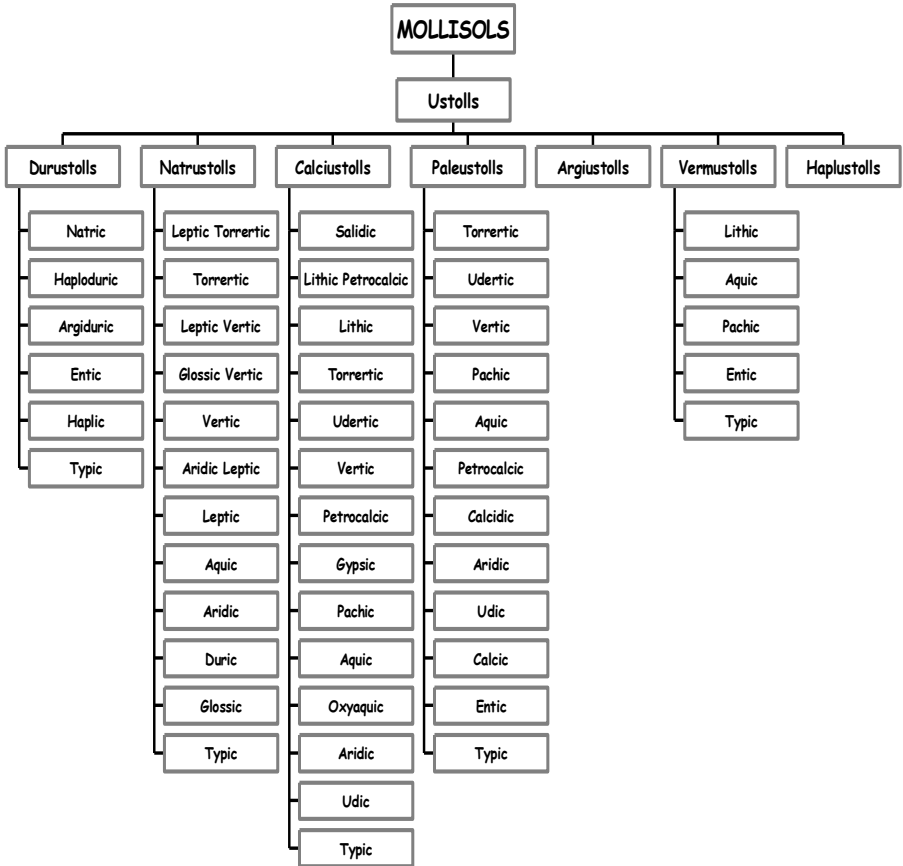 MOLLISOLS
Ustolls
Durustolls
Natrustolls
Calciustolls
Paleustolls
Argiustolls
Vermustolls
Haplustolls
Natric
Haploduric
Argiduric
Entic
Haplic
Typic
Leptic Torrertic
Torrertic
Leptic Vertic
Glossic Vertic
Vertic
Aridic Leptic
Leptic
Aquic
Aridic
Duric
Glossic
Typic
Salidic
Lithic Petrocalcic
Lithic
Torrertic
Udertic
Vertic
Petrocalcic
Gypsic
Pachic
Aquic
Oxyaquic
Aridic
Udic
Typic
Torrertic
Udertic
Vertic
Pachic
Aquic
Petrocalcic
Calcidic
Aridic
Udic
Calcic
Entic
Typic
Lithic
Aquic
Pachic
Entic
Typic